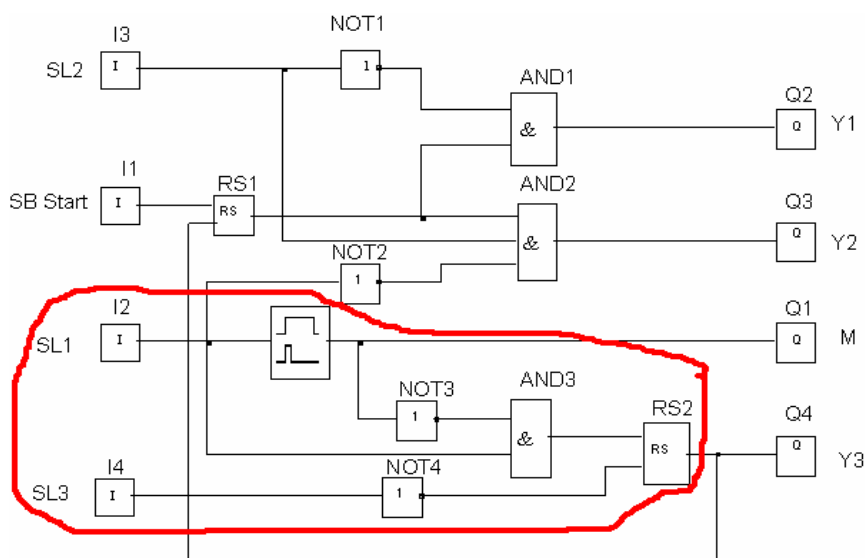 I3
NOT1
SL2
I
1
AND1
&
Q2
Q
Y1
I1
SB Start
I
RS1
RS
AND2
&
Q3
Q
Y2
NOT2
1
I2
SL1
I
Q1
Q
M
NOT3
1
AND3
&
RS2
RS
Q4
Q
Y3
I4
SL3
I
NOT4
1